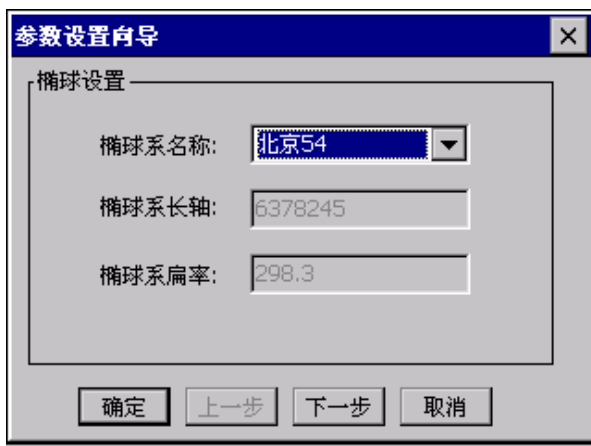 参数设置向导
椭球设置
椭球系名称: 北京54
椭球系长轴: 6378245
椭球系扁率: 298.3
确定 上一步 下一步 取消